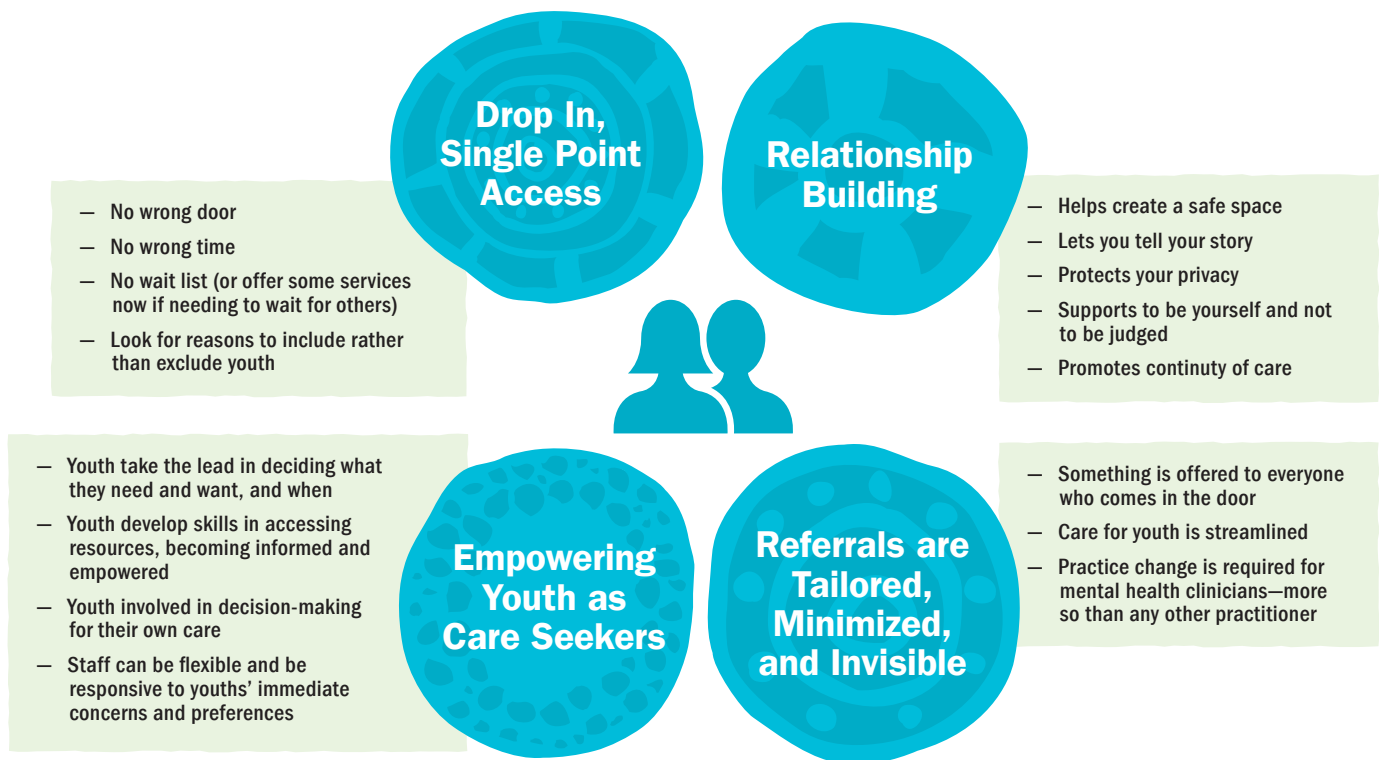 Drop In,
Single Point
Access
— No wrong door
— No wrong time
— No wait list (or offer some services
now if needing to wait for others)
— Look for reasons to include rather
than exclude youth
Relationship
Building
— Helps create a safe space
— Lets you tell your story
— Protects your privacy
— Supports to be yourself and not
to be judged
— Promotes continuty of care
Empowering
Youth as
Care Seekers
— Youth take the lead in deciding what
they need and want, and when
— Youth develop skills in accessing
resources, becoming informed and
empowered
— Youth involved in decision-making
for their own care
— Staff can be flexible and be
responsive to youths’ immediate
concerns and preferences
Referrals are
Tailored,
Minimized,
and Invisible
— Something is offered to everyone
who comes in the door
— Care for youth is streamlined
— Practice change is required for
mental health clinicians—more
so than any other practitioner